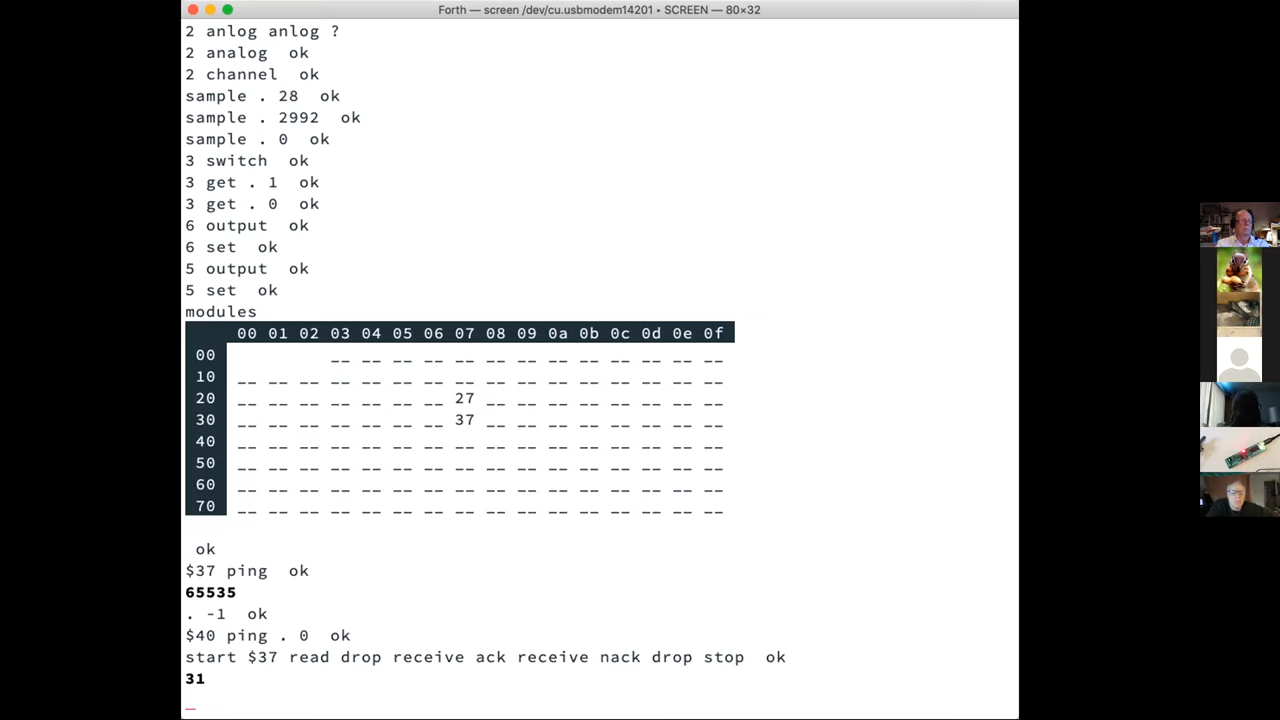 Forth — screen /dev/cu.usbmodem14201 ▸ SCREEN — 80×32
2 anlog anlog ?
2 analog  ok
2 channel  ok
sample . 28  ok
sample . 2992  ok
sample . 0  ok
3 switch  ok
3 get . 1  ok
3 get . 0  ok
6 output  ok
6 set  ok
5 output  ok
5 set  ok
modules
00 01 02 03 04 05 06 07 08 09 0a 0b 0c 0d 0e 0f
00          -- -- -- -- -- -- -- -- -- -- -- -- --
10 -- -- -- -- -- -- -- -- -- -- -- -- -- -- -- --
20 -- -- -- -- -- -- -- 27 -- -- -- -- -- -- -- --
30 -- -- -- -- -- -- -- 37 -- -- -- -- -- -- -- --
40 -- -- -- -- -- -- -- -- -- -- -- -- -- -- -- --
50 -- -- -- -- -- -- -- -- -- -- -- -- -- -- -- --
60 -- -- -- -- -- -- -- -- -- -- -- -- -- -- -- --
70 -- -- -- -- -- -- -- -- -- -- -- -- -- -- -- --
ok
$37 ping  ok
65535
. -1  ok
$40 ping . 0  ok
start $37 read drop receive ack receive nack drop stop  ok
31